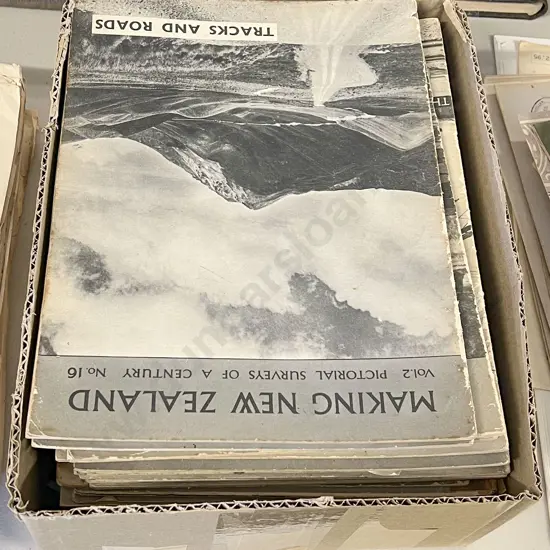 MAKING NEW ZEALAND
VOL.2 PICTORIAL SURVEYS OF A CENTURY No.16
TRACKS AND ROADS